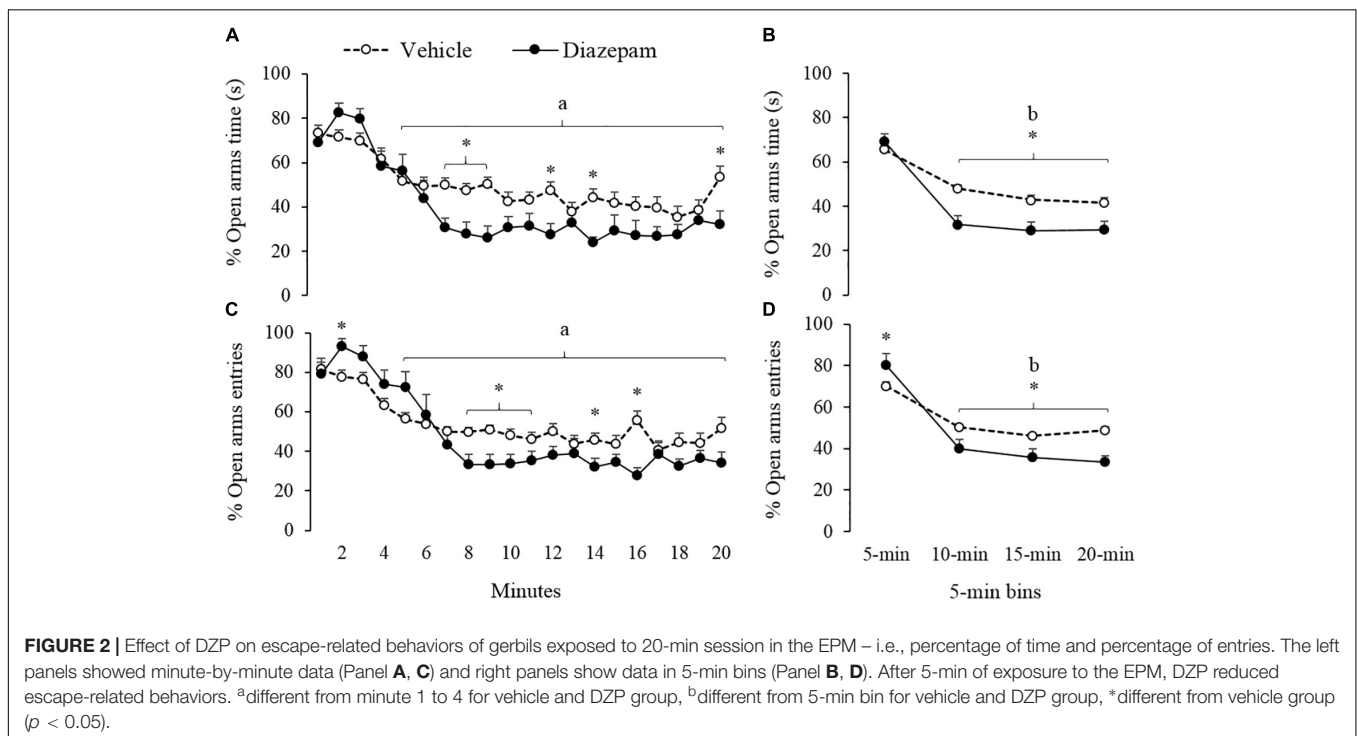 A
Vehicle
Diazepam
% Open arms time (s)
100
80
60
40
20
0
a
*
*
*
*
B
% Open arms time (s)
100
80
60
40
20
0
b
*
C
% Open arms entries
100
80
60
40
20
0
*
a
*
*
*
2 4 6 8 10 12 14 16 18 20
Minutes
D
% Open arms entries
100
80
60
40
20
0
*
b
*
5-min 10-min 15-min 20-min
5-min bins
FIGURE 2 | Effect of DZP on escape-related behaviors of gerbils exposed to 20-min session in the EPM – i.e., percentage of time and percentage of entries. The left
panels showed minute-by-minute data (Panel A, C) and right panels show data in 5-min bins (Panel B, D). After 5-min of exposure to the EPM, DZP reduced
escape-related behaviors. ᵃdifferent from minute 1 to 4 for vehicle and DZP group, ᵇdifferent from 5-min bin for vehicle and DZP group, *different from vehicle group
(p < 0.05).